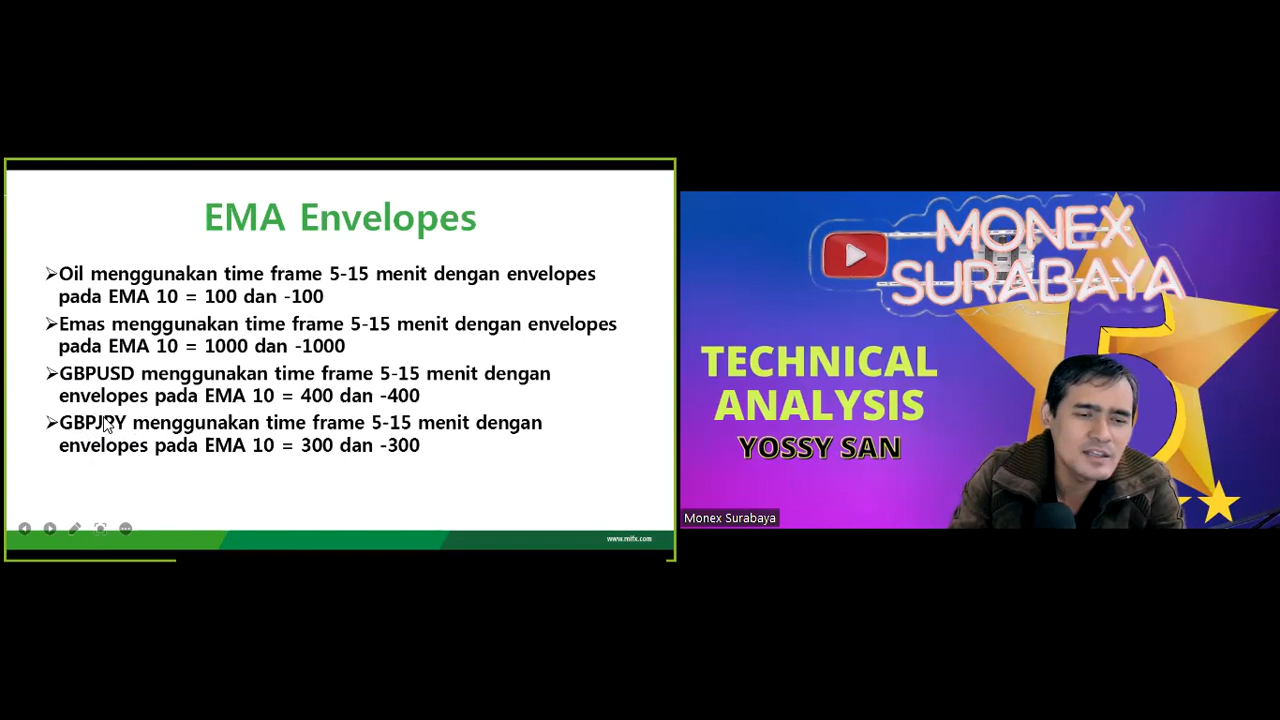 EMA Envelopes
➢Oil menggunakan time frame 5-15 menit dengan envelopes
pada EMA 10 = 100 dan -100
➢Emas menggunakan time frame 5-15 menit dengan envelopes
pada EMA 10 = 1000 dan -1000
➢GBPUSD menggunakan time frame 5-15 menit dengan
envelopes pada EMA 10 = 400 dan -400
➢GBPJPY menggunakan time frame 5-15 menit dengan
envelopes pada EMA 10 = 300 dan -300
www.mifx.com
MONEX
SURABAYA
5
TECHNICAL
ANALYSIS
YOSSY SAN
Monex Surabaya